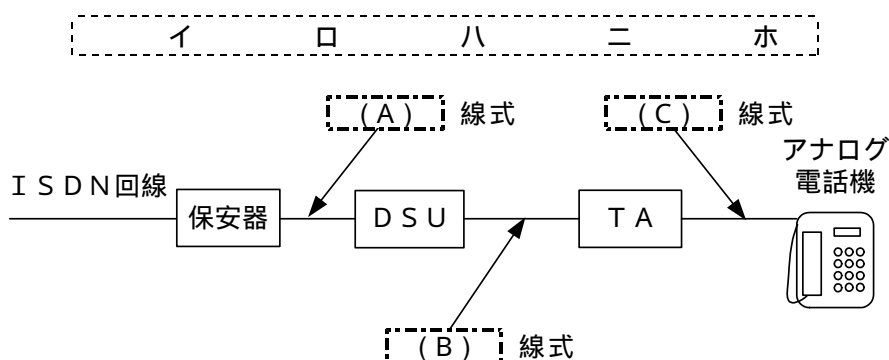 イ ロ ハ ニ ホ
(A) 線式 (C) 線式
アナログ
電話機
ISDN回線
保安器 DSU TA
(B) 線式